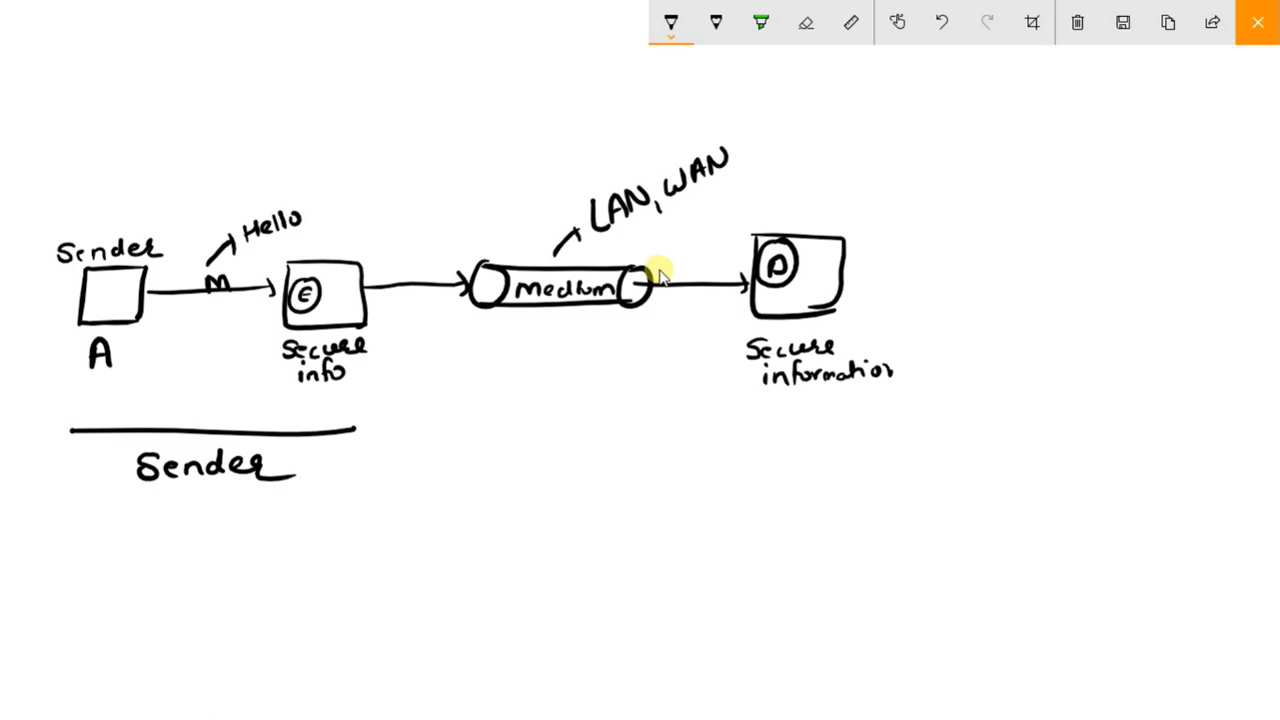 LAN, WAN
Hello
Sender
M
E
Medium
D
A
Secure
info
Secure
information
Sender